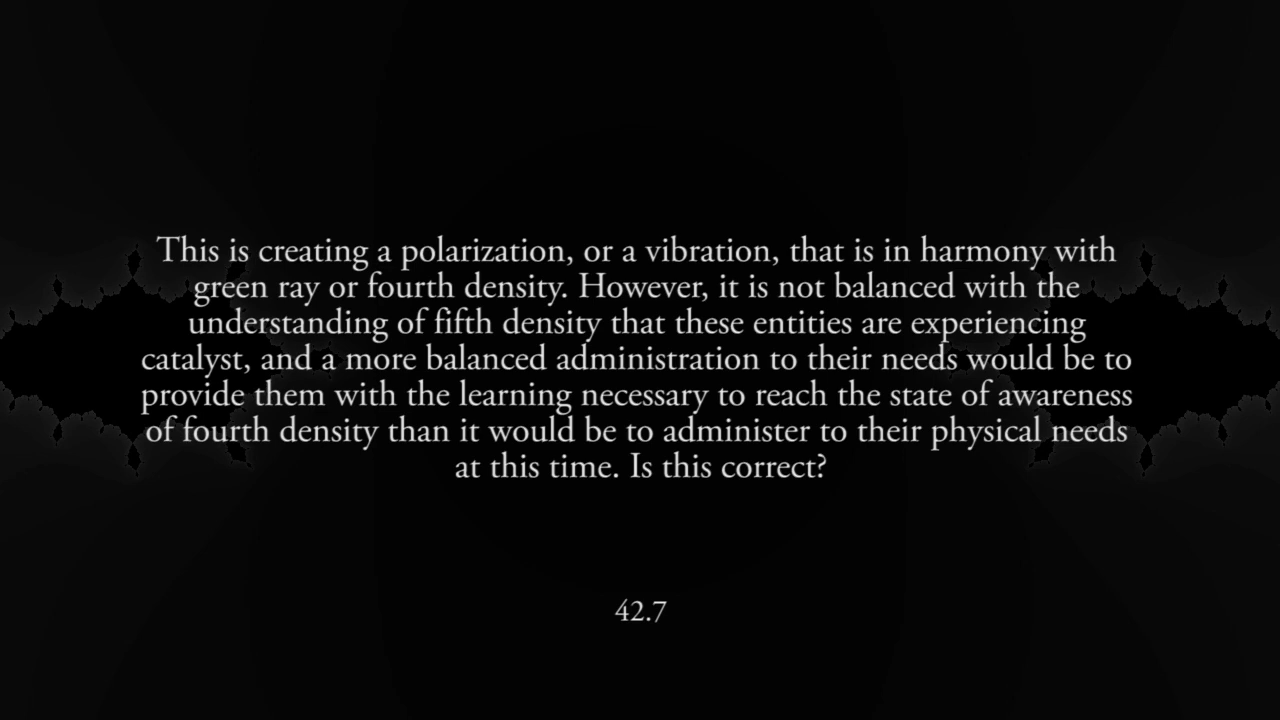 This is creating a polarization, or a vibration, that is in harmony with
green ray or fourth density. However, it is not balanced with the
understanding of fifth density that these entities are experiencing
catalyst, and a more balanced administration to their needs would be to
provide them with the learning necessary to reach the state of awareness
of fourth density than it would be to administer to their physical needs
at this time. Is this correct?
42.7